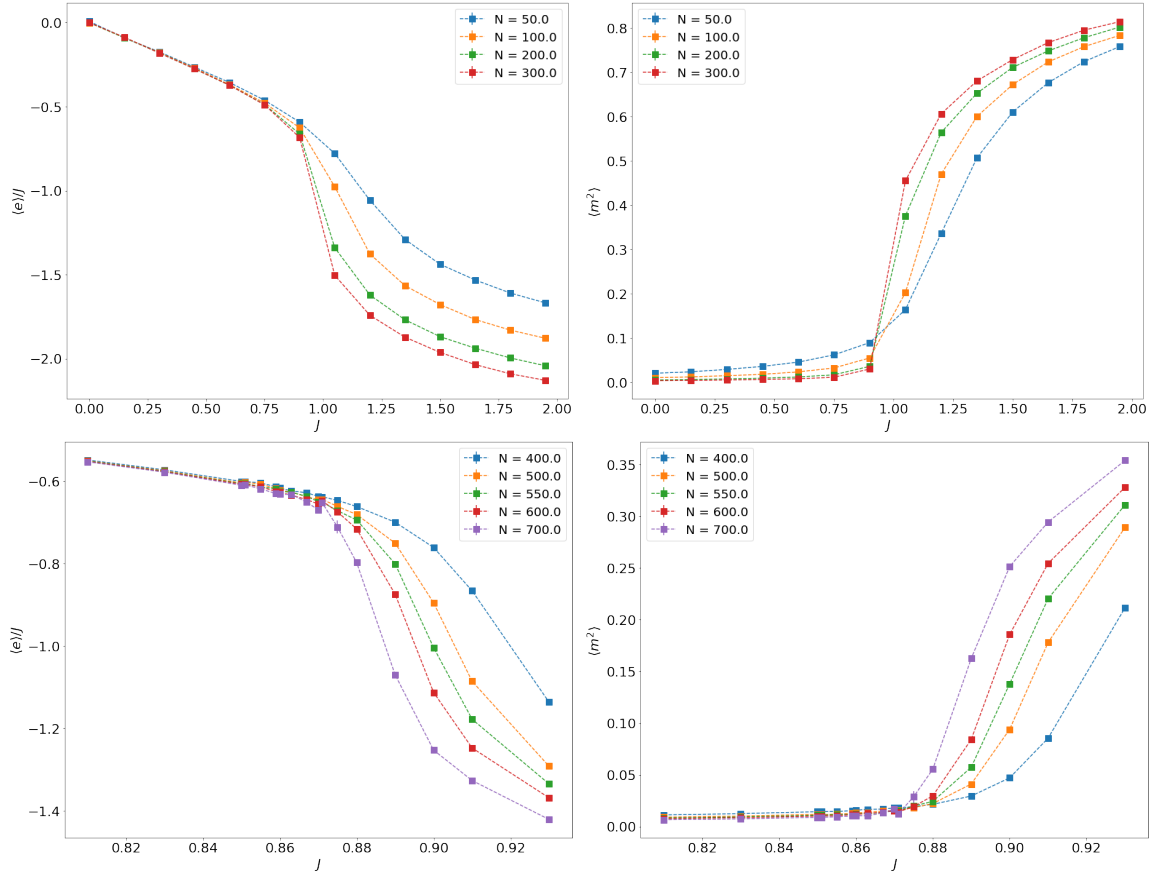 0.0
−0.5
−1.0
−1.5
−2.0
⟨e⟩/J
0.00 0.25 0.50 0.75 1.00 1.25 1.50 1.75 2.00
J
N = 50.0
N = 100.0
N = 200.0
N = 300.0
0.8
0.7
0.6
0.5
0.4
0.3
0.2
0.1
0.0
⟨m²⟩
0.00 0.25 0.50 0.75 1.00 1.25 1.50 1.75 2.00
J
N = 50.0
N = 100.0
N = 200.0
N = 300.0
−0.6
−0.8
−1.0
−1.2
−1.4
⟨e⟩/J
0.82 0.84 0.86 0.88 0.90 0.92
J
N = 400.0
N = 500.0
N = 550.0
N = 600.0
N = 700.0
0.35
0.30
0.25
0.20
0.15
0.10
0.05
0.00
⟨m²⟩
0.82 0.84 0.86 0.88 0.90 0.92
J
N = 400.0
N = 500.0
N = 550.0
N = 600.0
N = 700.0